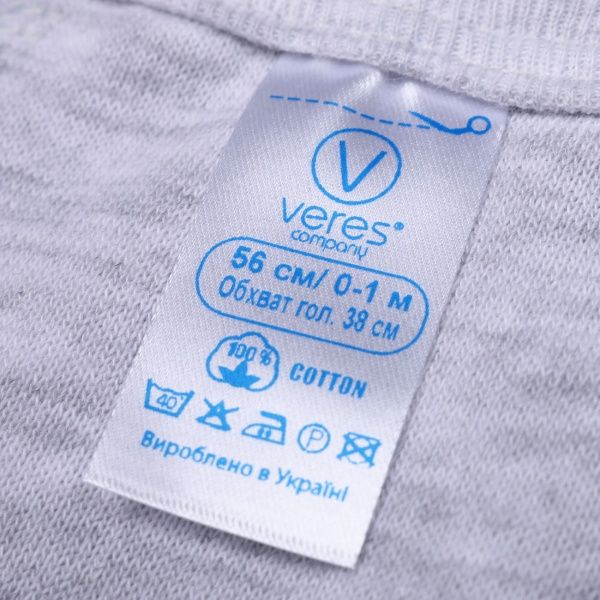 V
veres®
company
56 см/ 0-1 м
Обхват гол. 38 см
100%
COTTON
40° P
Вироблено в Україні